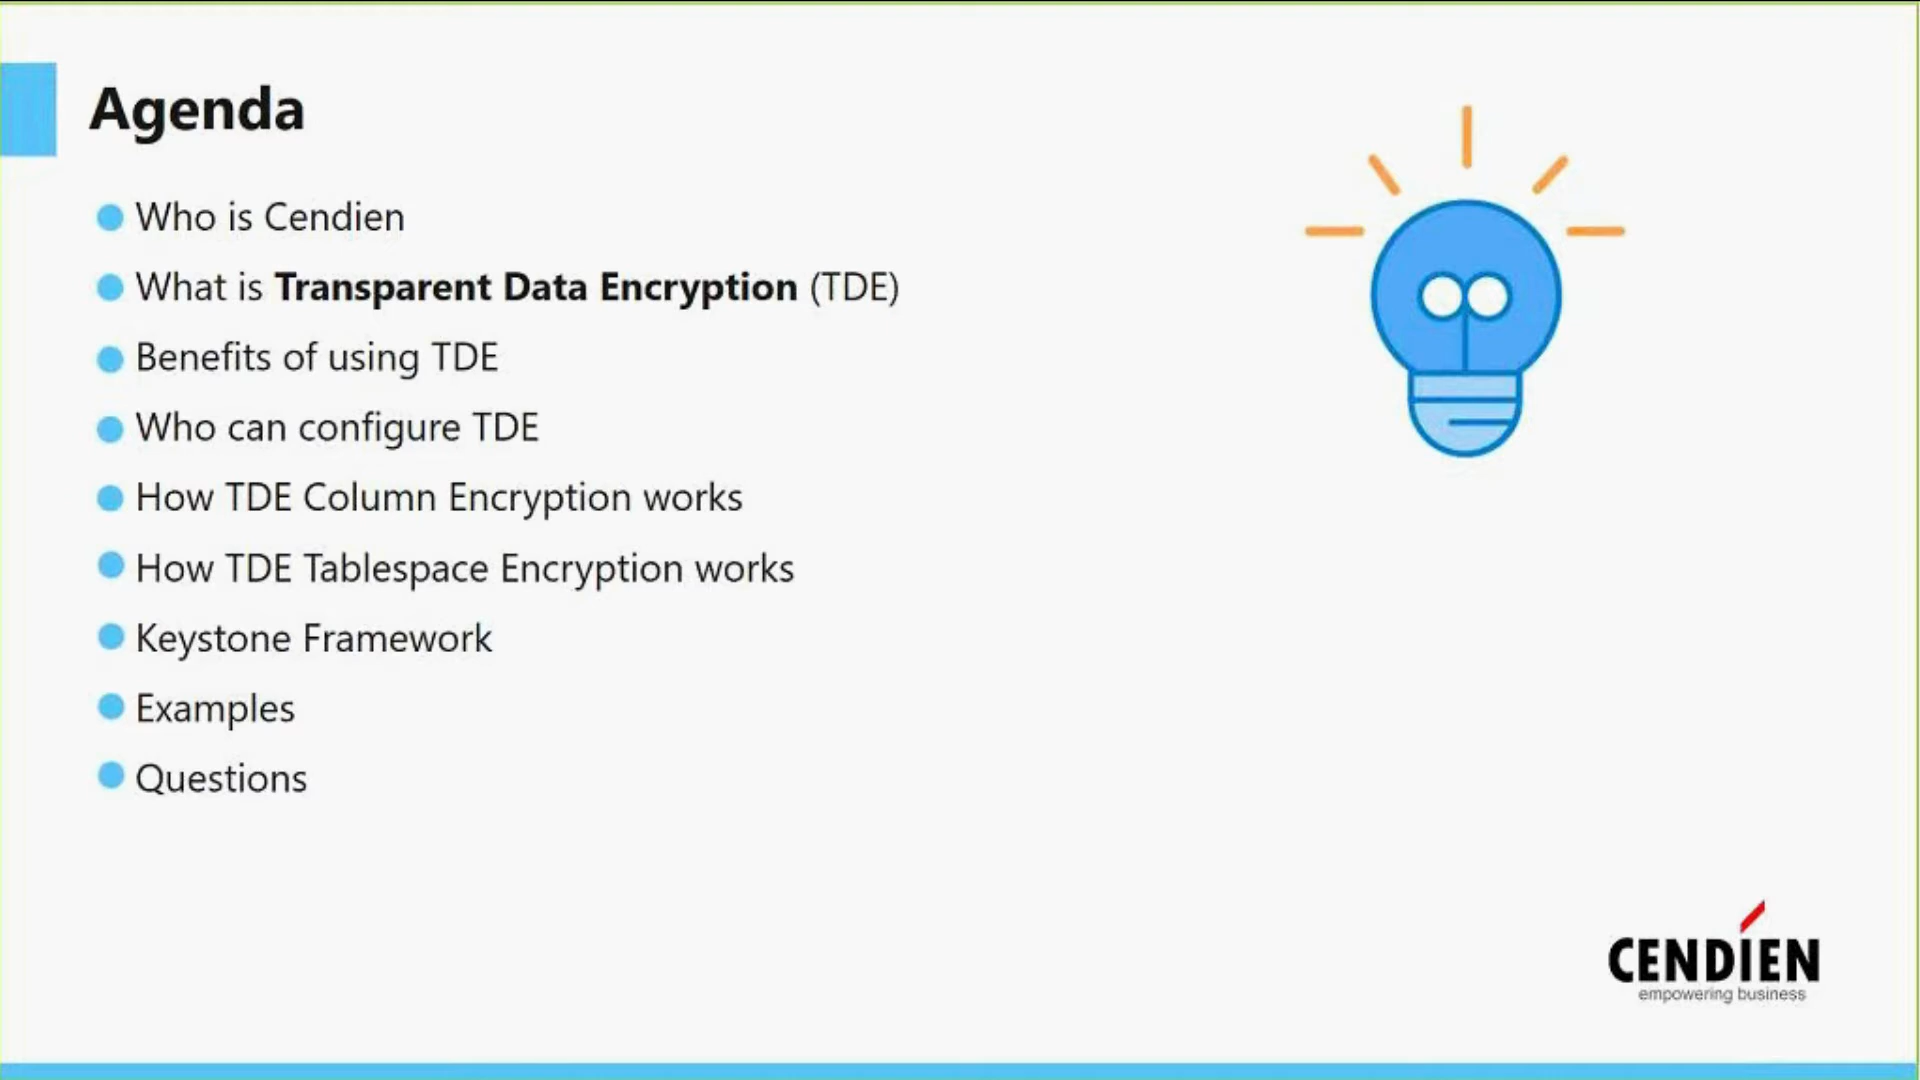 Agenda
Who is Cendien
What is Transparent Data Encryption (TDE)
Benefits of using TDE
Who can configure TDE
How TDE Column Encryption works
How TDE Tablespace Encryption works
Keystone Framework
Examples
Questions
CENDÍEN
empowering business